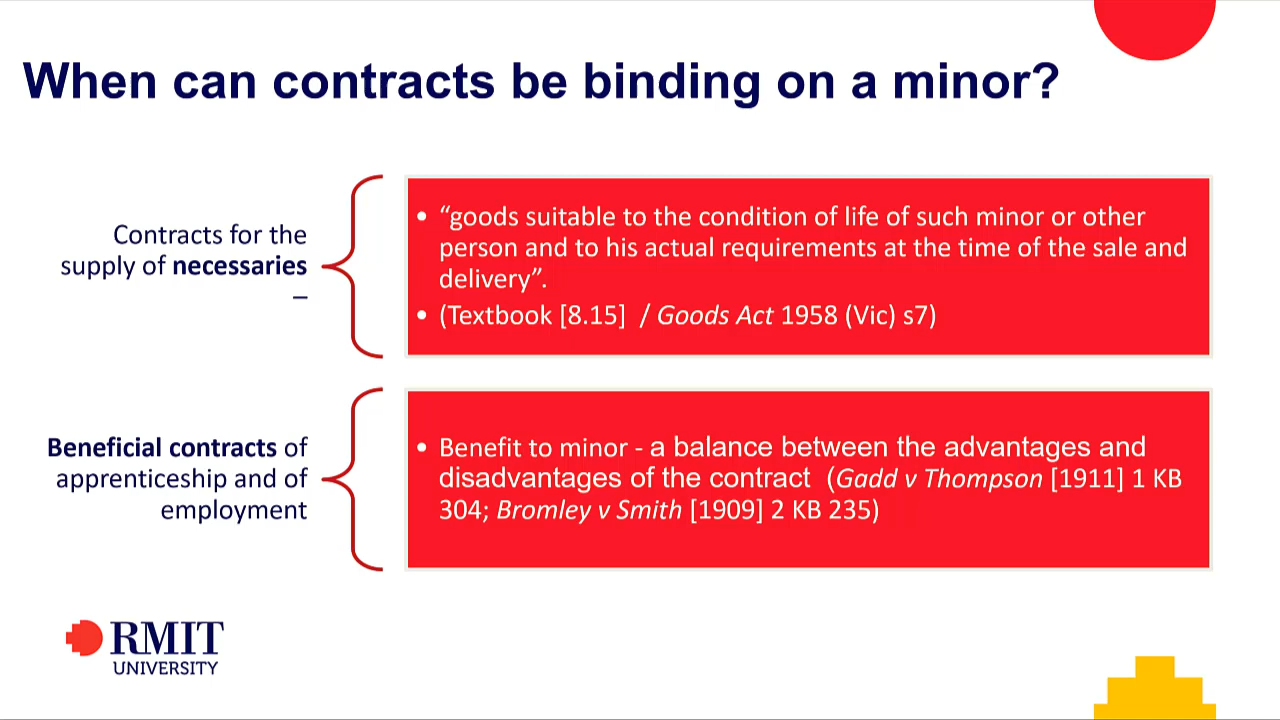 When can contracts be binding on a minor?
Contracts for the
supply of necessaries
–
• “goods suitable to the condition of life of such minor or other
person and to his actual requirements at the time of the sale and
delivery”.
• (Textbook [8.15]  / Goods Act 1958 (Vic) s7)
Beneficial contracts of
apprenticeship and of
employment
• Benefit to minor - a balance between the advantages and
disadvantages of the contract  (Gadd v Thompson [1911] 1 KB
304; Bromley v Smith [1909] 2 KB 235)
RMIT
UNIVERSITY